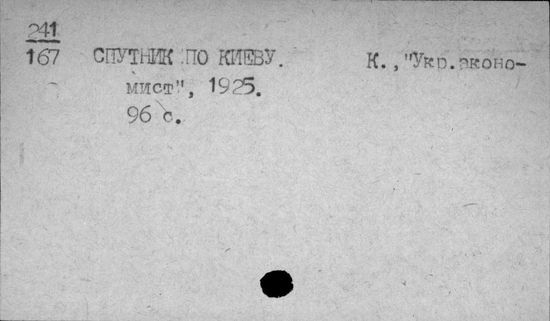 241
167 СПУТНИК ПО КИЕВУ. К.,"Укр.эконо-
мист", 1925.
96 с.